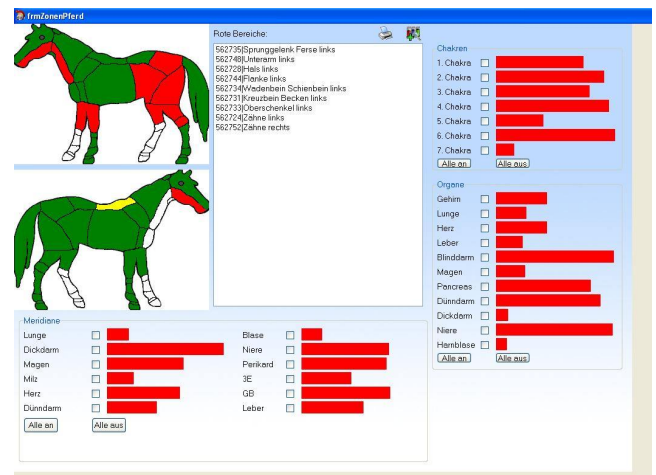 frmZonenPferd
Rote Bereiche:
562735|Sprunggelenk Ferse links
562748|Unterarm links
562728|Hals links
562744|Flanke links
562734|Wadenbein Schienbein links
562731|Kreuzbein Becken links
562733|Oberschenkel links
562724|Zähne links
562752|Zähne rechts
Chakren
1. Chakra
2. Chakra
3. Chakra
4. Chakra
5. Chakra
6. Chakra
7. Chakra
Alle an Alle aus
Organe
Gehirn
Lunge
Herz
Leber
Blinddarm
Magen
Pancreas
Dünndarm
Dickdarm
Niere
Harnblase
Alle an Alle aus
Meridiane
Lunge Blase
Dickdarm Niere
Magen Perikard
Milz 3E
Herz GB
Dünndarm Leber
Alle an Alle aus